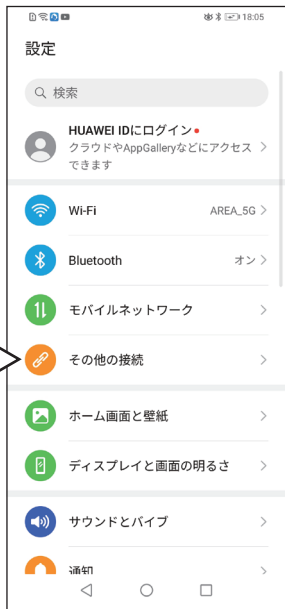 18:05
設定
検索
HUAWEI IDにログイン
クラウドやAppGalleryなどにアクセス
できます
Wi-Fi AREA_5G
Bluetooth オン
モバイルネットワーク
その他の接続
ホーム画面と壁紙
ディスプレイと画面の明るさ
サウンドとバイブ
通知